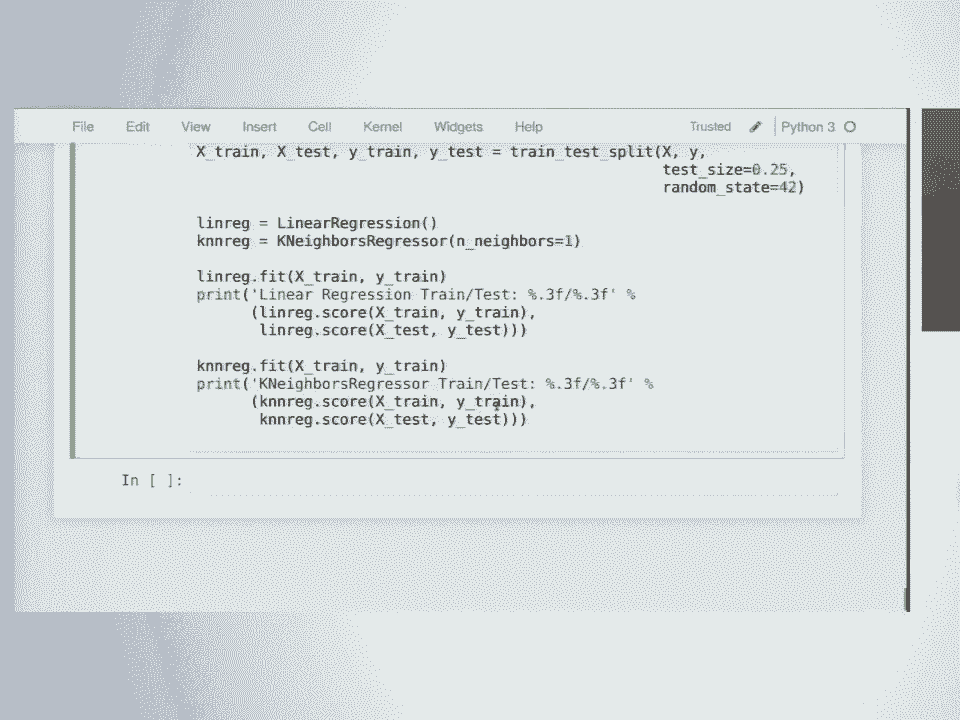 File Edit View Insert Cell Kernel Widgets Help Trusted Python 3
X_train, X_test, y_train, y_test = train_test_split(X, y,
test_size=0.25,
random_state=42)
linreg = LinearRegression()
knnreg = KNeighborsRegressor(n_neighbors=1)
linreg.fit(X_train, y_train)
print('Linear Regression Train/Test: %.3f/%.3f' %
(linreg.score(X_train, y_train),
linreg.score(X_test, y_test)))
knnreg.fit(X_train, y_train)
print('KNeighborsRegressor Train/Test: %.3f/%.3f' %
(knnreg.score(X_train, y_train),
knnreg.score(X_test, y_test)))
In [ ]: